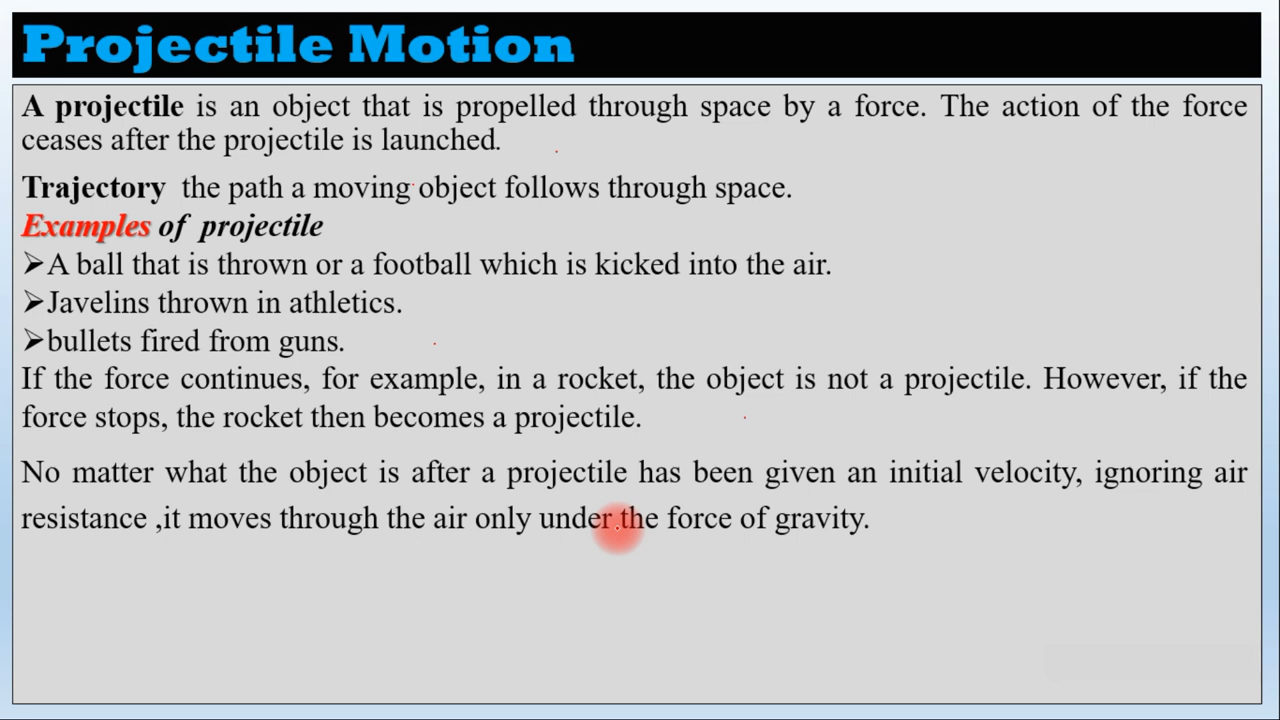 Projectile Motion
A projectile is an object that is propelled through space by a force. The action of the force
ceases after the projectile is launched.
Trajectory the path a moving object follows through space.
Examples of projectile
➢A ball that is thrown or a football which is kicked into the air.
➢Javelins thrown in athletics.
➢bullets fired from guns.
If the force continues, for example, in a rocket, the object is not a projectile. However, if the
force stops, the rocket then becomes a projectile.
No matter what the object is after a projectile has been given an initial velocity, ignoring air
resistance ,it moves through the air only under the force of gravity.